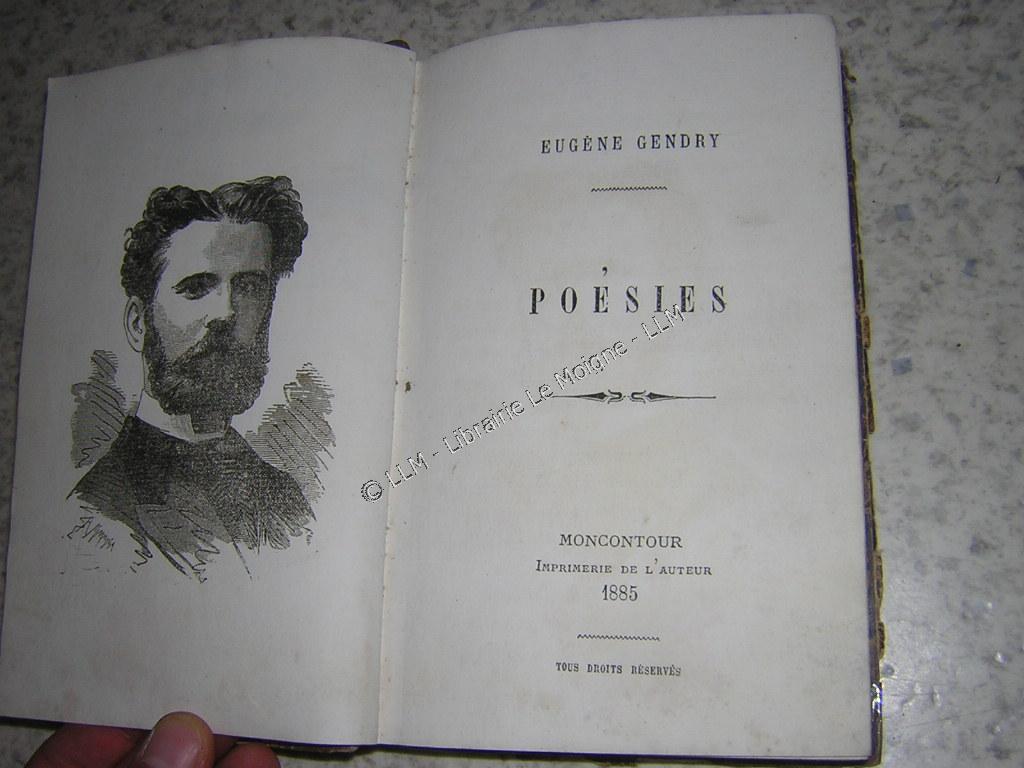 EUGÈNE GENDRY
POÉSIES
© LLM - Librairie Le Moigne - LLM
MONCONTOUR
IMPRIMERIE DE L'AUTEUR
1885
TOUS DROITS RÉSERVÉS